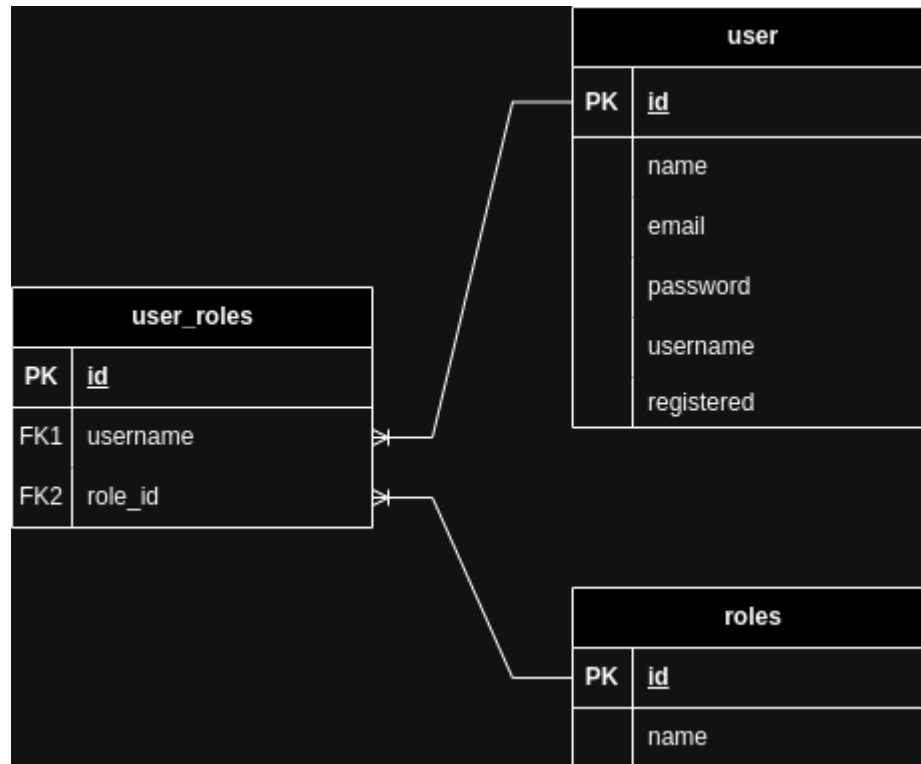 user
PK id
name
email
password
username
registered
user_roles
PK id
FK1 username
FK2 role_id
roles
PK id
name